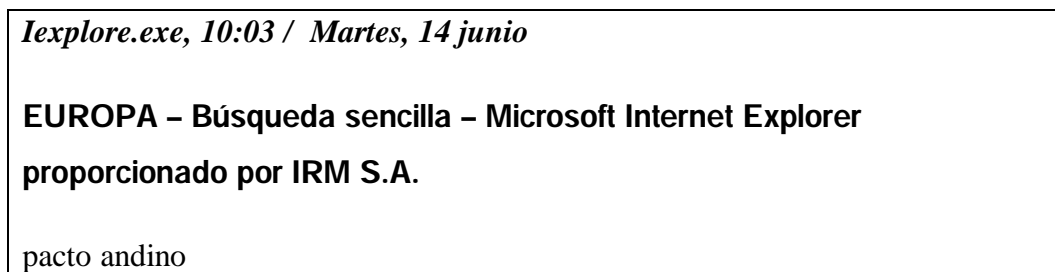 Iexplore.exe, 10:03 / Martes, 14 junio
EUROPA – Búsqueda sencilla – Microsoft Internet Explorer
proporcionado por IRM S.A.
pacto andino